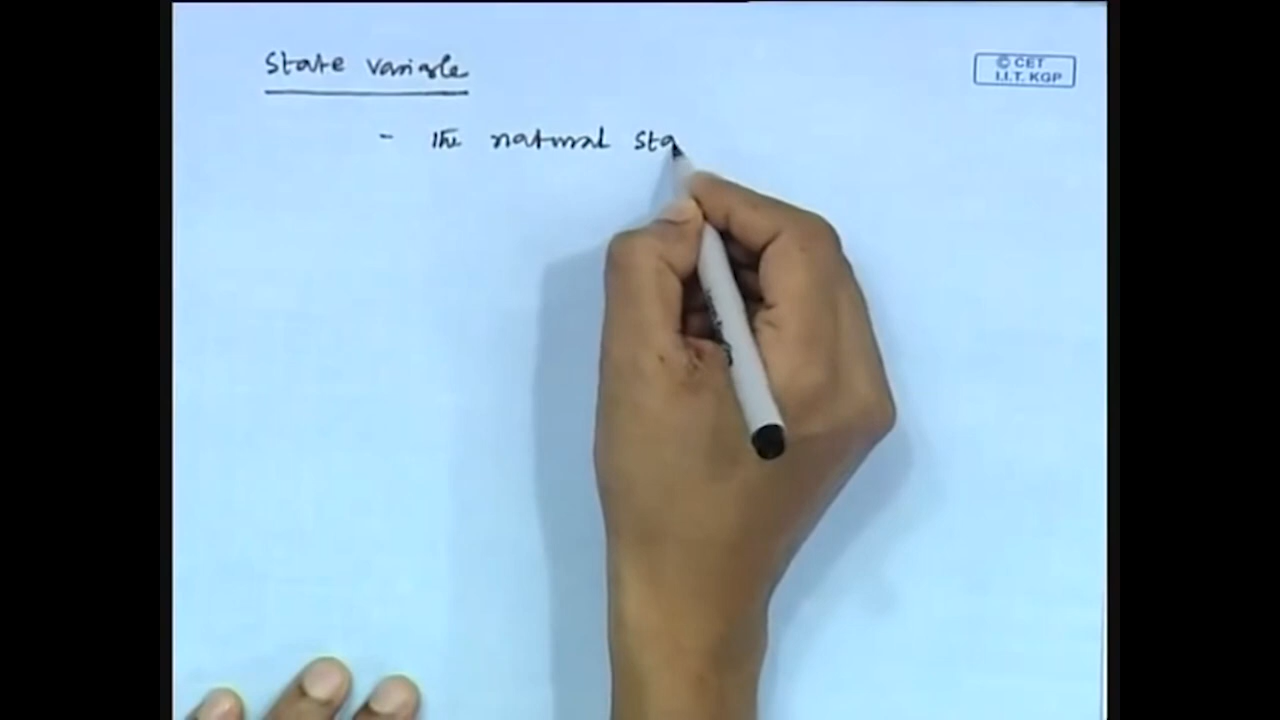 State variable
© CET
I.I.T. KGP
- The natural sta